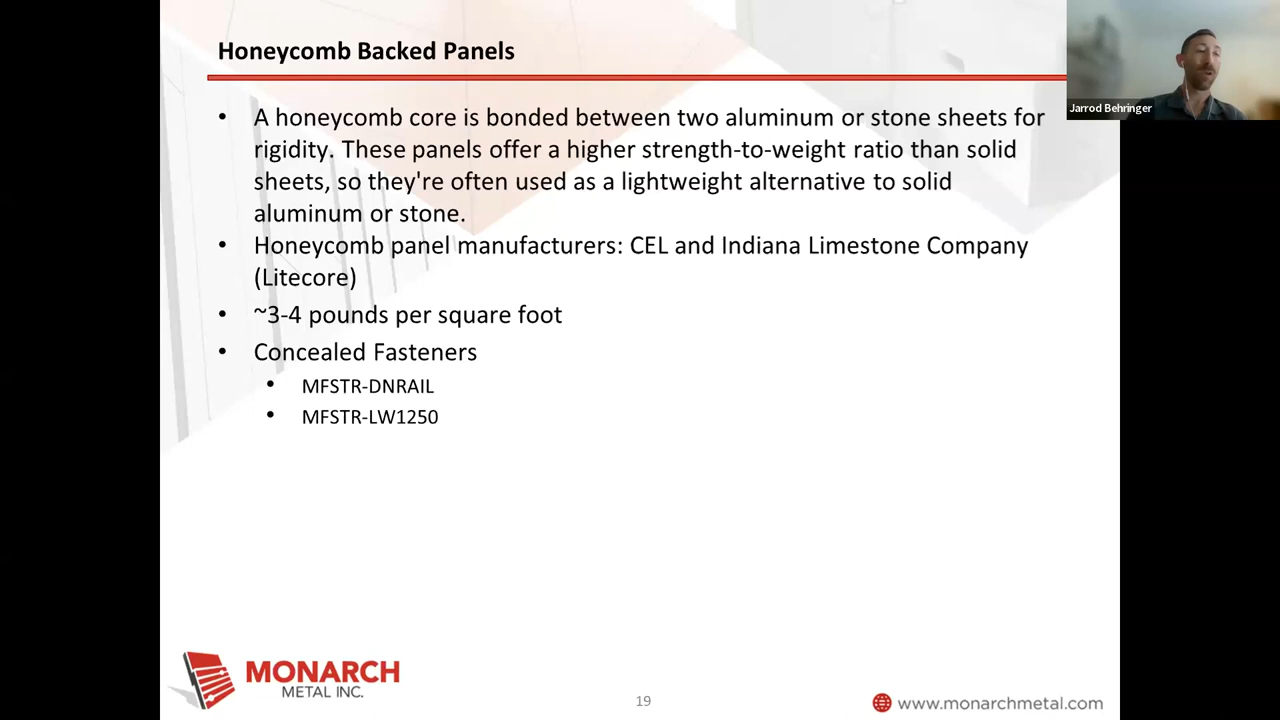 Honeycomb Backed Panels
Jarrod Behringer
• A honeycomb core is bonded between two aluminum or stone sheets for
rigidity. These panels offer a higher strength-to-weight ratio than solid
sheets, so they're often used as a lightweight alternative to solid
aluminum or stone.
• Honeycomb panel manufacturers: CEL and Indiana Limestone Company
(Litecore)
• ~3-4 pounds per square foot
• Concealed Fasteners
• MFSTR-DNRAIL
• MFSTR-LW1250
MONARCH
METAL INC.
19
www.monarchmetal.com